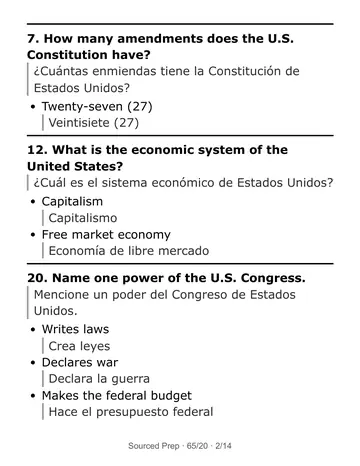 7. How many amendments does the U.S.
Constitution have?
¿Cuántas enmiendas tiene la Constitución de
Estados Unidos?
• Twenty-seven (27)
Veintisiete (27)
12. What is the economic system of the
United States?
¿Cuál es el sistema económico de Estados Unidos?
• Capitalism
Capitalismo
• Free market economy
Economía de libre mercado
20. Name one power of the U.S. Congress.
Mencione un poder del Congreso de Estados
Unidos.
• Writes laws
Crea leyes
• Declares war
Declara la guerra
• Makes the federal budget
Hace el presupuesto federal
Sourced Prep · 65/20 · 2/14